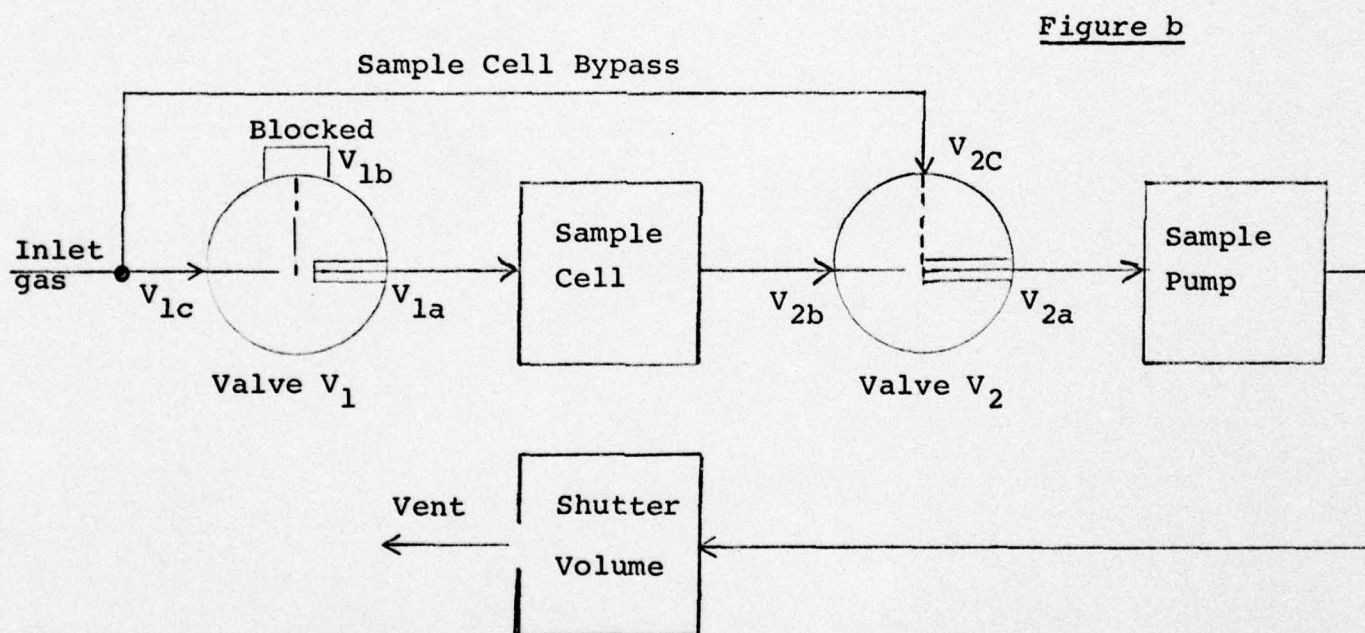 Figure b
Sample Cell Bypass
Blocked
V1b
V2C
Inlet
gas
V1c
V1a
Sample
Cell
V2b
V2a
Sample
Pump
Valve V1
Valve V2
Vent
Shutter
Volume